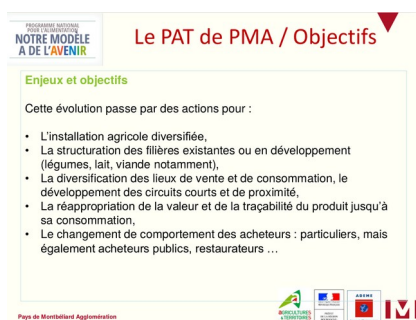 PROGRAMME NATIONAL
POUR L'ALIMENTATION
NOTRE MODÈLE
A DE L'AVENIR
Le PAT de PMA / Objectifs
Enjeux et objectifs
Cette évolution passe par des actions pour :
• L'installation agricole diversifiée,
• La structuration des filières existantes ou en développement
(légumes, lait, viande notamment),
• La diversification des lieux de vente et de consommation, le
développement des circuits courts et de proximité,
• La réappropriation de la valeur et de la traçabilité du produit jusqu'à
sa consommation,
• Le changement de comportement des acheteurs : particuliers, mais
également acheteurs publics, restaurateurs …
Pays de Montbéliard Agglomération
AGRICULTURES
& TERRITOIRES
ADEME